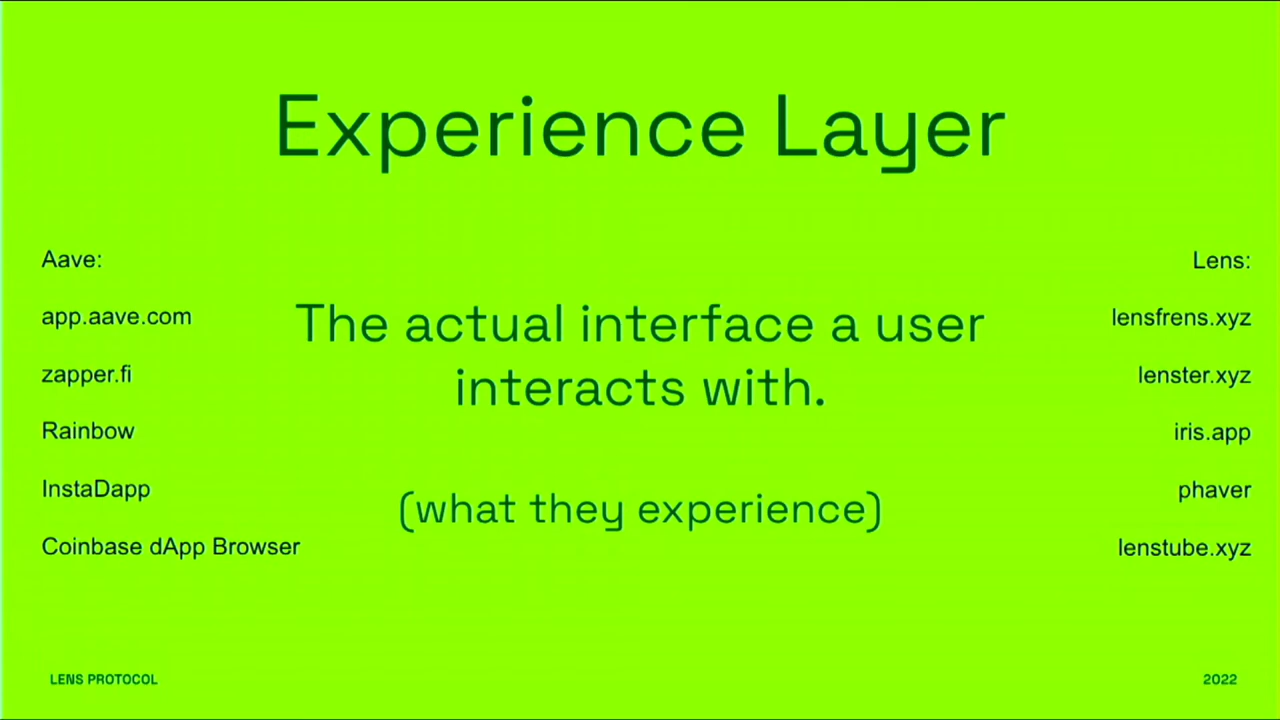 Experience Layer
Aave:
app.aave.com
zapper.fi
Rainbow
InstaDapp
Coinbase dApp Browser
The actual interface a user
interacts with.
(what they experience)
Lens:
lensfrens.xyz
lenster.xyz
iris.app
phaver
lenstube.xyz
LENS PROTOCOL
2022